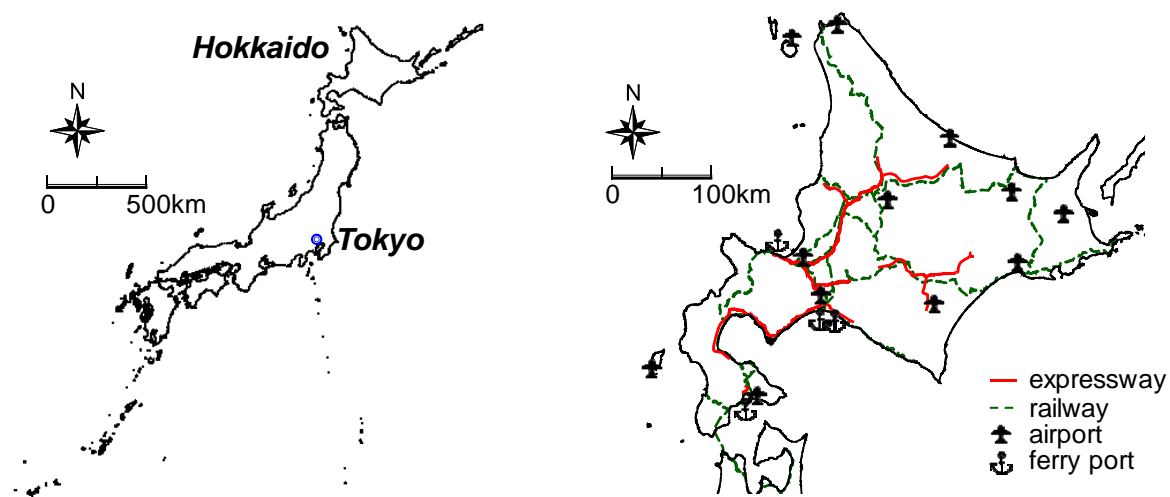 Hokkaido
N
0 500km
Tokyo
N
0 100km
expressway
railway
airport
ferry port